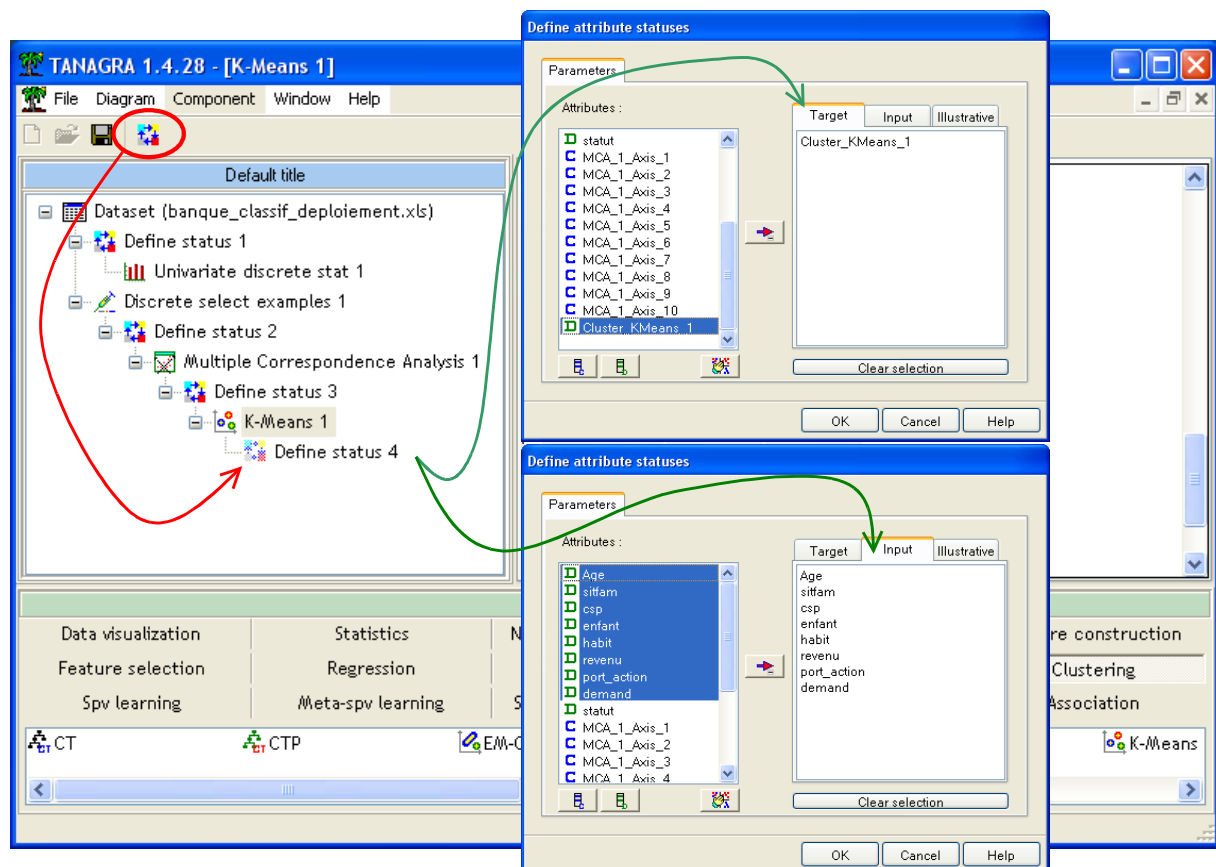 TANAGRA 1.4.28 - [K-Means 1]
File Diagram Component Window Help
Default title
Dataset (banque_classif_deploiement.xls)
Define status 1
Univariate discrete stat 1
Discrete select examples 1
Define status 2
Multiple Correspondence Analysis 1
Define status 3
K-Means 1
Define status 4
Define attribute statuses
Parameters
Attributes :
statut
MCA_1_Axis_1
MCA_1_Axis_2
MCA_1_Axis_3
MCA_1_Axis_4
MCA_1_Axis_5
MCA_1_Axis_6
MCA_1_Axis_7
MCA_1_Axis_8
MCA_1_Axis_9
MCA_1_Axis_10
Cluster_KMeans_1
Target Input Illustrative
Cluster_KMeans_1
Clear selection
OK Cancel Help
Define attribute statuses
Parameters
Attributes :
Age
sitfam
csp
enfant
habit
revenu
port_action
demand
statut
MCA_1_Axis_1
MCA_1_Axis_2
MCA_1_Axis_3
MCA_1_Axis_4
Target Input Illustrative
Age
sitfam
csp
enfant
habit
revenu
port_action
demand
Clear selection
OK Cancel Help
Data visualization Statistics N re construction
Feature selection Regression Clustering
Spv learning Meta-spv learning S Association
CT CTP EM-C K-Means